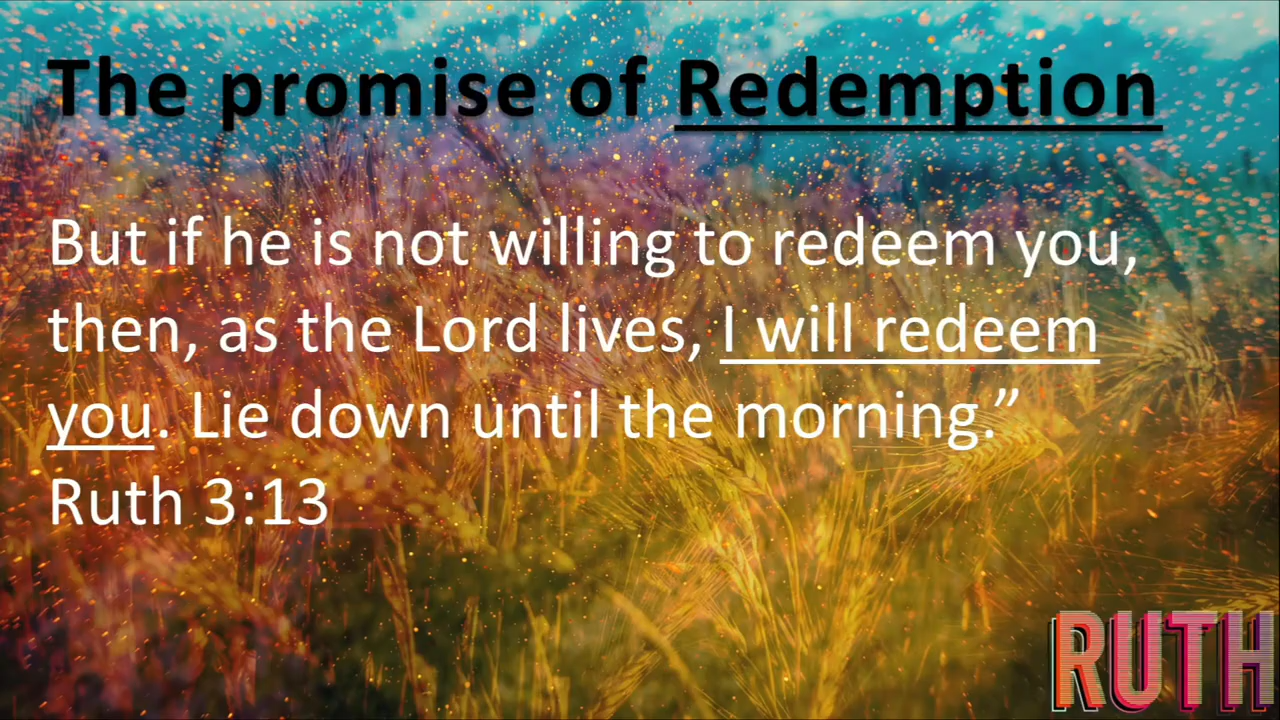 The promise of Redemption
But if he is not willing to redeem you,
then, as the Lord lives, I will redeem
you. Lie down until the morning.”
Ruth 3:13
RUTH